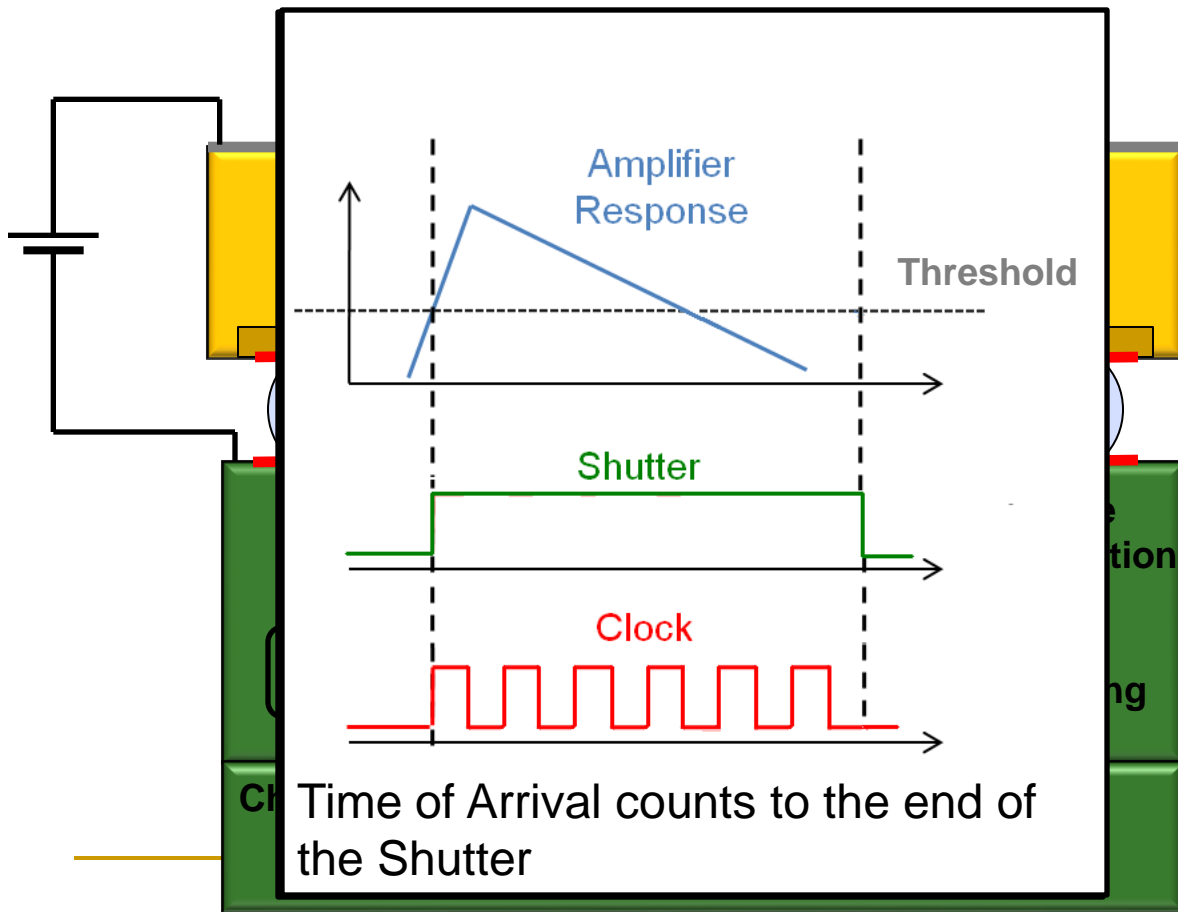 Amplifier
Response
Threshold
Shutter
Clock
Time of Arrival counts to the end of
the Shutter